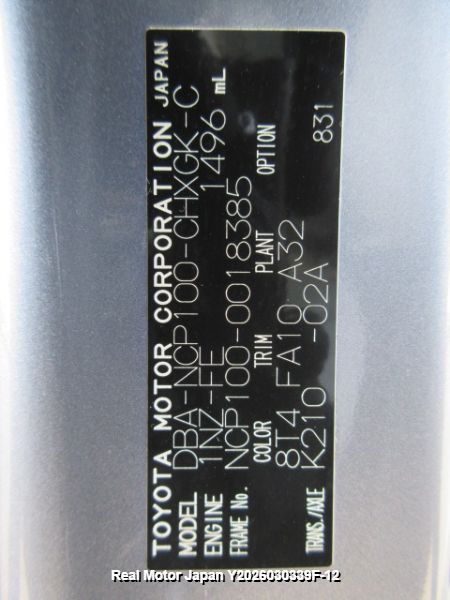 TOYOTA MOTOR CORPORATION JAPAN
MODEL DBA-NCP100-CHXGK-C
ENGINE 1NZ-FE 1496 mL
FRAME No. NCP100-0018385
COLOR TRIM PLANT OPTION
8T4 FA10 A32
TRANS./AXLE K210 -02A 831
Real Motor Japan Y2026030339F-12